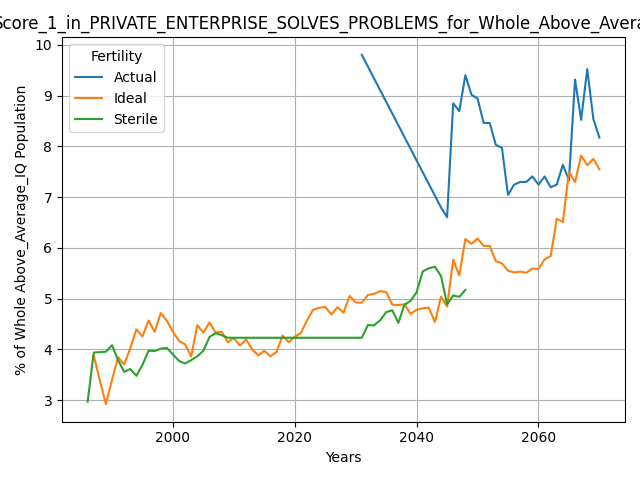 Score_1_in_PRIVATE_ENTERPRISE_SOLVES_PROBLEMS_for_Whole_Above_Avera
Fertility
Actual
Ideal
Sterile
% of Whole Above_Average_IQ Population
10
9
8
7
6
5
4
3
2000 2020 2040 2060
Years